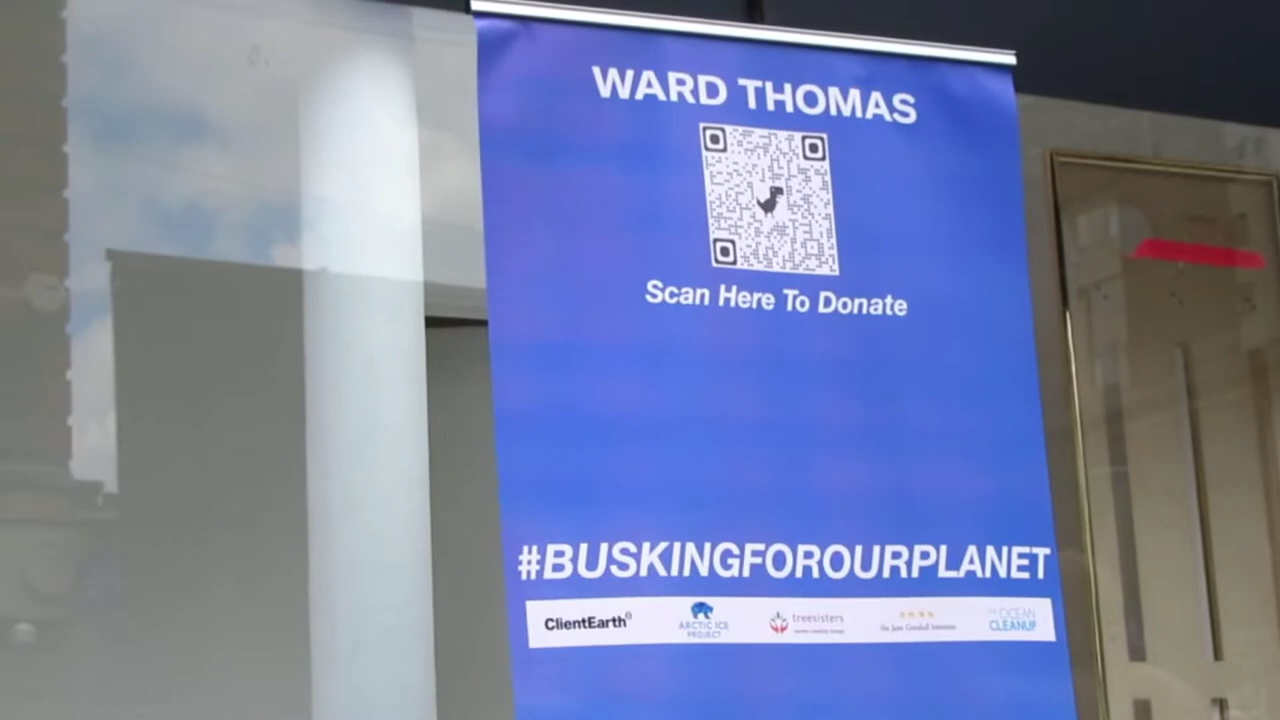 WARD THOMAS
Scan Here To Donate
#BUSKINGFOROURPLANET
ClientEarth
ARCTIC ICE
PROJECT
treesisters
the Jane Goodall Institute
THE OCEAN
CLEANUP